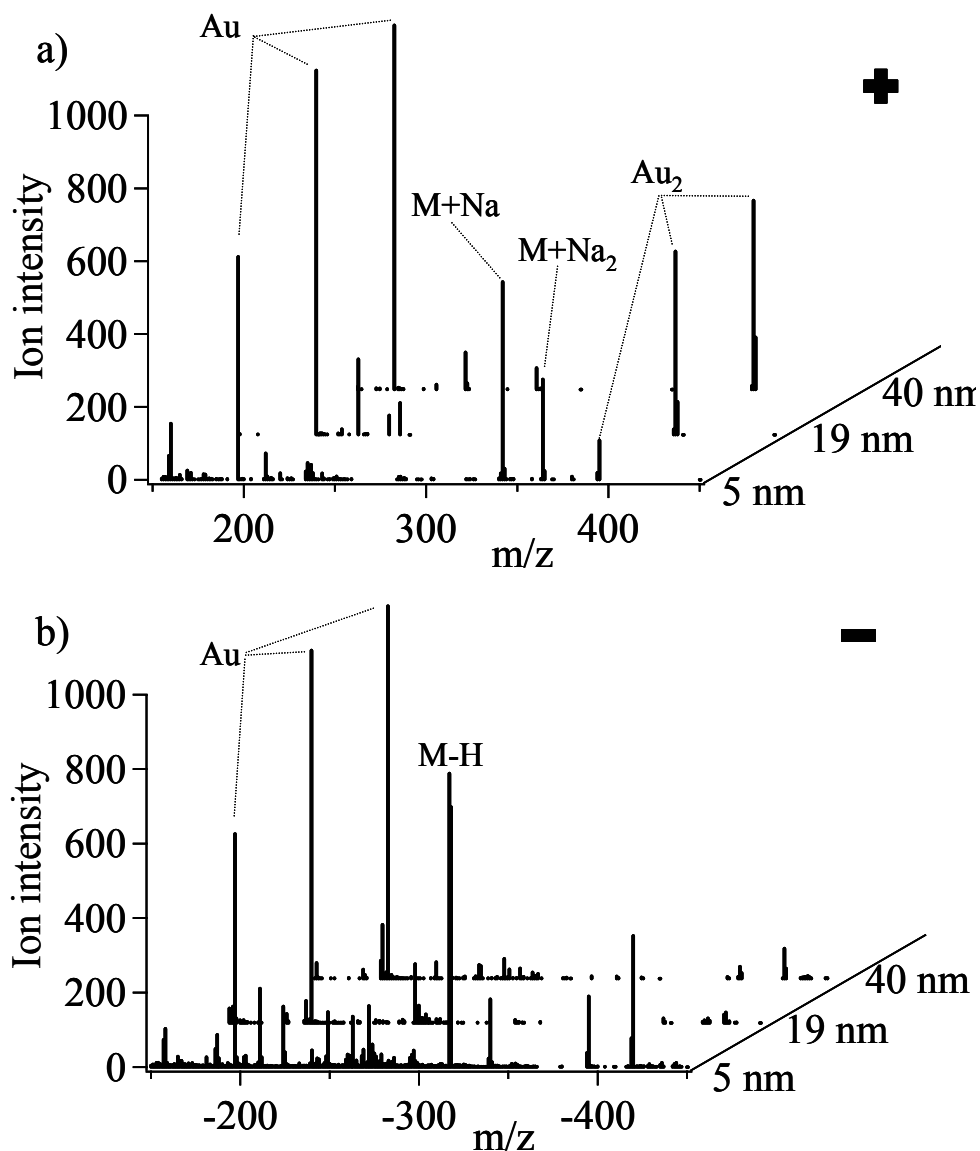 a)
Au
+
1000
800
600
400
200
0
Ion intensity
M+Na
M+Na₂
Au₂
40 nm
19 nm
5 nm
200 300 400
m/z
b)
Au
−
1000
800
600
400
200
0
Ion intensity
M-H
40 nm
19 nm
5 nm
-200 -300 -400
m/z